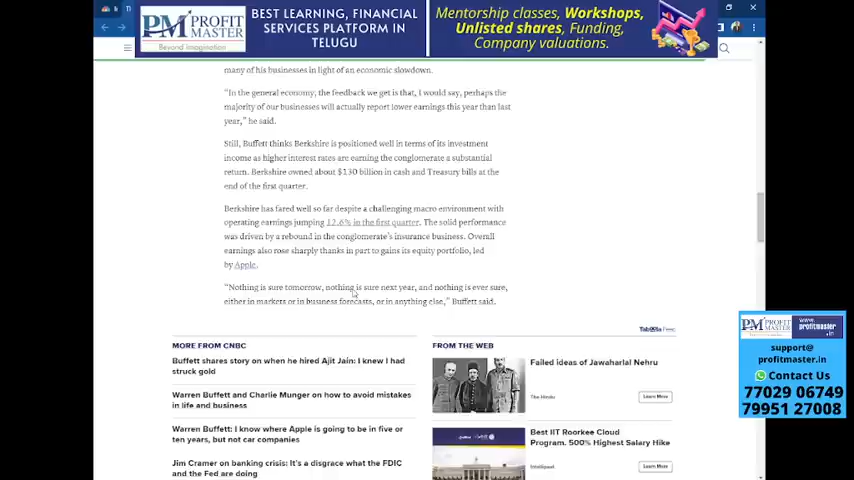 PM PROFIT MASTER
Beyond imagination
BEST LEARNING, FINANCIAL
SERVICES PLATFORM IN
TELUGU
Mentorship classes, Workshops,
Unlisted shares, Funding,
Company valuations.
many of his businesses in light of an economic slowdown.
“In the general economy, the feedback we get is that, I would say, perhaps the
majority of our businesses will actually report lower earnings this year than last
year,” he said.
Still, Buffett thinks Berkshire is positioned well in terms of its investment
income as higher interest rates are earning the conglomerate a substantial
return. Berkshire owned about $130 billion in cash and Treasury bills at the
end of the first quarter.
Berkshire has fared well so far despite a challenging macro environment with
operating earnings jumping 12.6% in the first quarter. The solid performance
was driven by a rebound in the conglomerate’s insurance business. Overall
earnings also rose sharply thanks in part to gains its equity portfolio, led
by Apple.
“Nothing is sure tomorrow, nothing is sure next year, and nothing is ever sure,
either in markets or in business forecasts, or in anything else,” Buffett said.
Taboola Feed
MORE FROM CNBC
Buffett shares story on when he hired Ajit Jain: I knew I had
struck gold
Warren Buffett and Charlie Munger on how to avoid mistakes
in life and business
Warren Buffett: I know where Apple is going to be in five or
ten years, but not car companies
Jim Cramer on banking crisis: It’s a disgrace what the FDIC
and the Fed are doing
FROM THE WEB
Failed ideas of Jawaharlal Nehru
The Hindu
Learn More
Best IIT Roorkee Cloud
Program. 500% Highest Salary Hike
Intellipaat
Learn More
PM PROFIT MASTER
www.
profitmaster
.in
support@
profitmaster.in
Contact Us
77029 06749
79951 27008